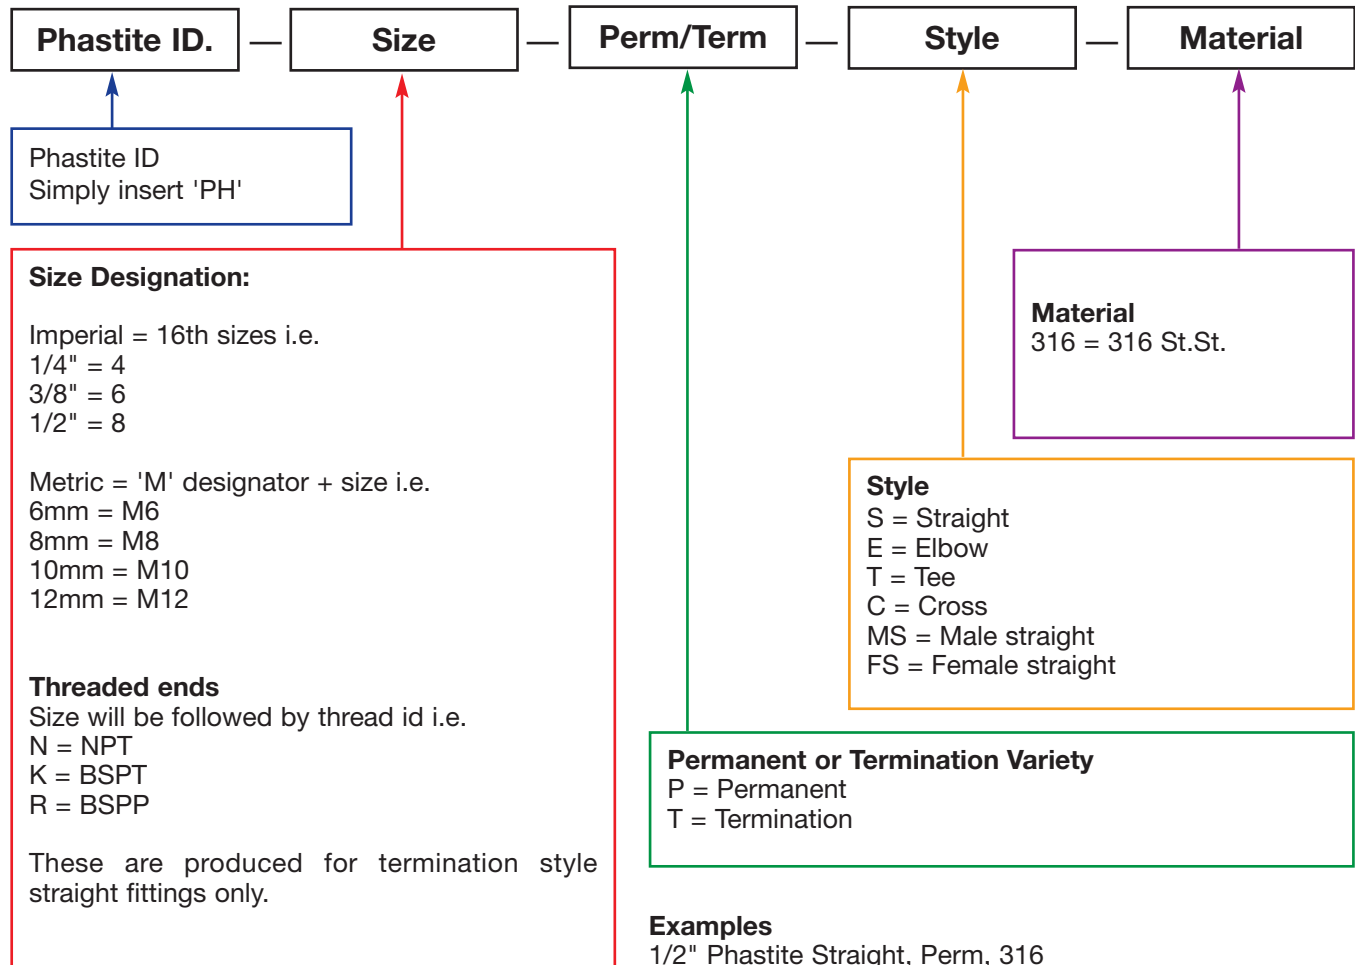 Phastite ID. — Size — Perm/Term — Style — Material
Phastite ID
Simply insert 'PH'
Size Designation:
Imperial = 16th sizes i.e.
1/4" = 4
3/8" = 6
1/2" = 8
Metric = 'M' designator + size i.e.
6mm = M6
8mm = M8
10mm = M10
12mm = M12
Threaded ends
Size will be followed by thread id i.e.
N = NPT
K = BSPT
R = BSPP
These are produced for termination style
straight fittings only.
Material
316 = 316 St.St.
Style
S = Straight
E = Elbow
T = Tee
C = Cross
MS = Male straight
FS = Female straight
Permanent or Termination Variety
P = Permanent
T = Termination
Examples
1/2" Phastite Straight, Perm, 316